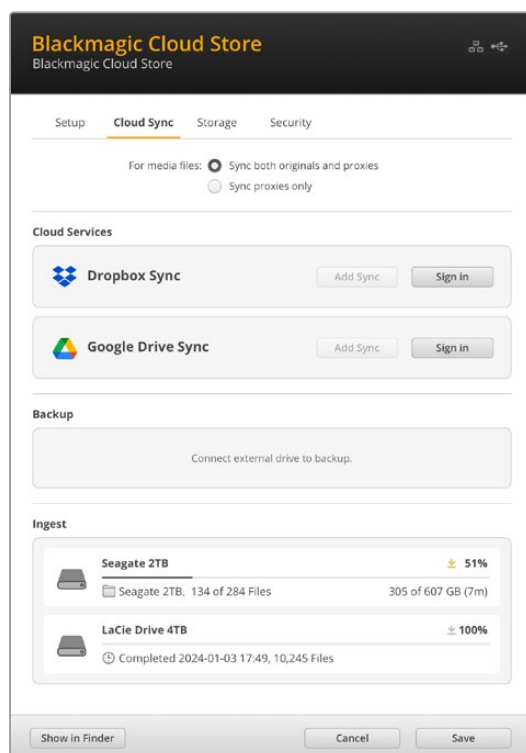 Blackmagic Cloud Store
Blackmagic Cloud Store
Setup Cloud Sync Storage Security
For media files: Sync both originals and proxies
Sync proxies only
Cloud Services
Dropbox Sync Add Sync Sign in
Google Drive Sync Add Sync Sign in
Backup
Connect external drive to backup.
Ingest
Seagate 2TB 51%
Seagate 2TB, 134 of 284 Files 305 of 607 GB (7m)
LaCie Drive 4TB 100%
Completed 2024-01-03 17:49, 10,245 Files
Show in Finder Cancel Save